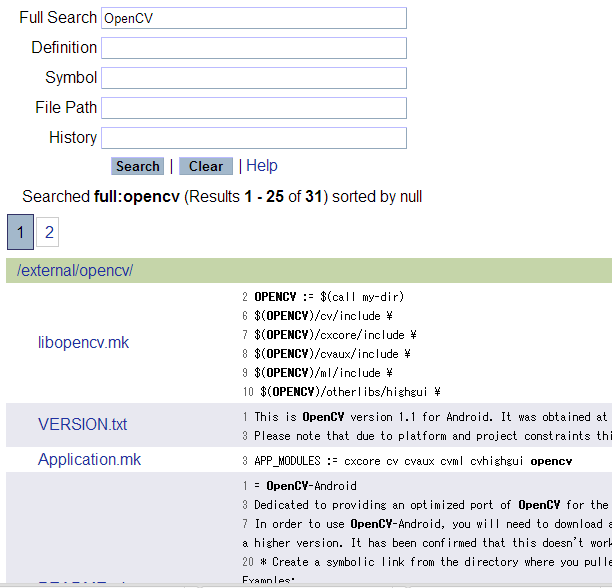 Full Search OpenCV
Definition
Symbol
File Path
History
Search | Clear | Help
Searched full:opencv (Results 1 - 25 of 31) sorted by null
1 2
/external/opencv/
libopencv.mk
2 OPENCV := $(call my-dir)
6 $(OPENCV)/cv/include ¥
7 $(OPENCV)/cxcore/include ¥
8 $(OPENCV)/cvaux/include ¥
9 $(OPENCV)/ml/include ¥
10 $(OPENCV)/otherlibs/highgui ¥
VERSION.txt
1 This is OpenCV version 1.1 for Android. It was obtained at
3 Please note that due to platform and project constraints thi
Application.mk
3 APP_MODULES := cxcore cv cvaux cvml cvhighgui opencv
1 = OpenCV-Android
3 Dedicated to providing an optimized port of OpenCV for the
7 In order to use OpenCV-Android, you will need to download a
a higher version. It has been confirmed that this doesn't work
20 * Create a symbolic link from the directory where you pulle
Examples: